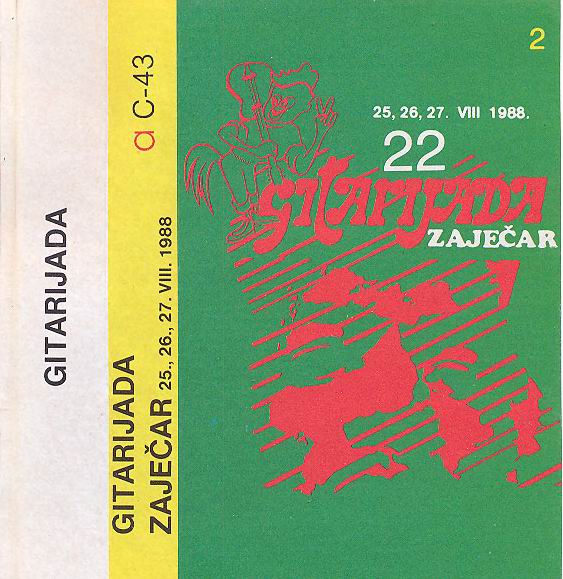 GITARIJADA
GITARIJADA
ZAJEČAR 25., 26., 27. VIII. 1988
a C-43
2
25, 26, 27. VIII 1988.
22
GITARIJADA
ZAJEČAR